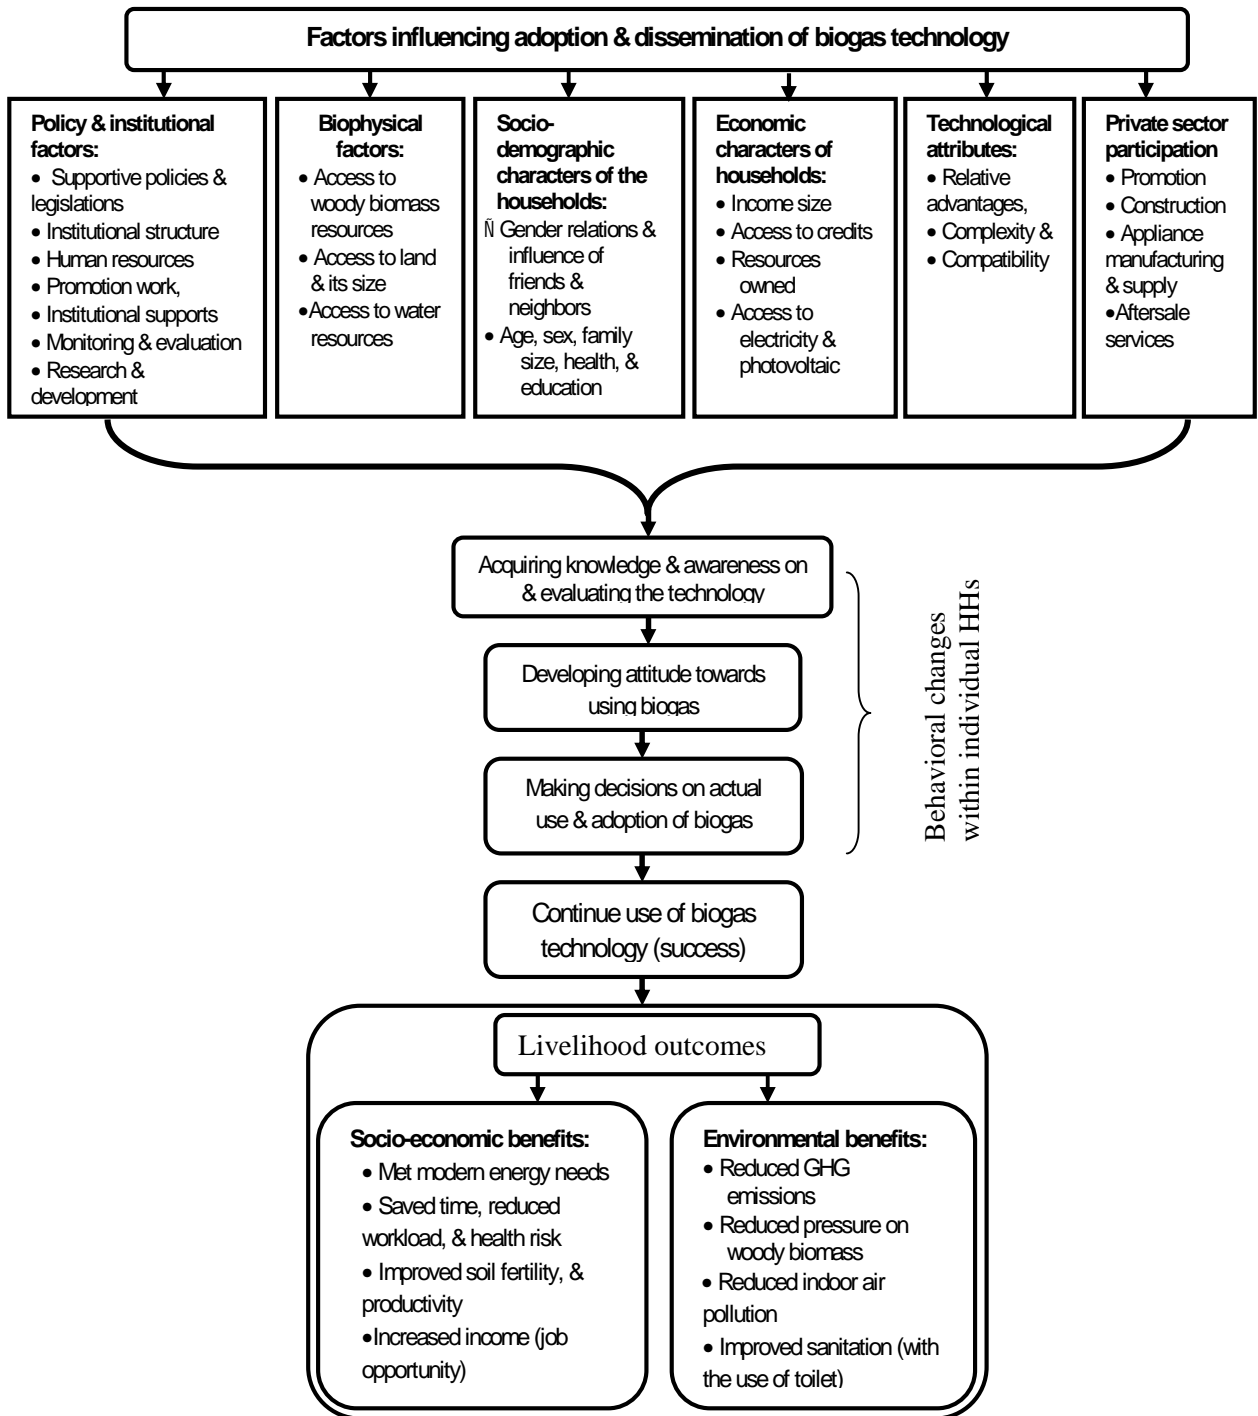 Factors influencing adoption & dissemination of biogas technology
Policy & institutional
factors:
• Supportive policies &
legislations
• Institutional structure
• Human resources
• Promotion work,
• Institutional supports
• Monitoring & evaluation
• Research &
development
Biophysical
factors:
• Access to
woody biomass
resources
• Access to land
& its size
•Access to water
resources
Socio-
demographic
characters of the
households:
Ñ Gender relations &
influence of
friends &
neighbors
• Age, sex, family
size, health, &
education
Economic
characters of
households:
• Income size
• Access to credits
• Resources
owned
• Access to
electricity &
photovoltaic
Technological
attributes:
• Relative
advantages,
• Complexity &
• Compatibility
Private sector
participation
• Promotion
• Construction
• Appliance
manufacturing
& supply
•Aftersale
services
Acquiring knowledge & awareness on
& evaluating the technology
Developing attitude towards
using biogas
Making decisions on actual
use & adoption of biogas
Behavioral changes
within individual HHs
Continue use of biogas
technology (success)
Livelihood outcomes
Socio-economic benefits:
• Met modern energy needs
• Saved time, reduced
workload, & health risk
• Improved soil fertility, &
productivity
•Increased income (job
opportunity)
Environmental benefits:
• Reduced GHG
emissions
• Reduced pressure on
woody biomass
• Reduced indoor air
pollution
• Improved sanitation (with
the use of toilet)